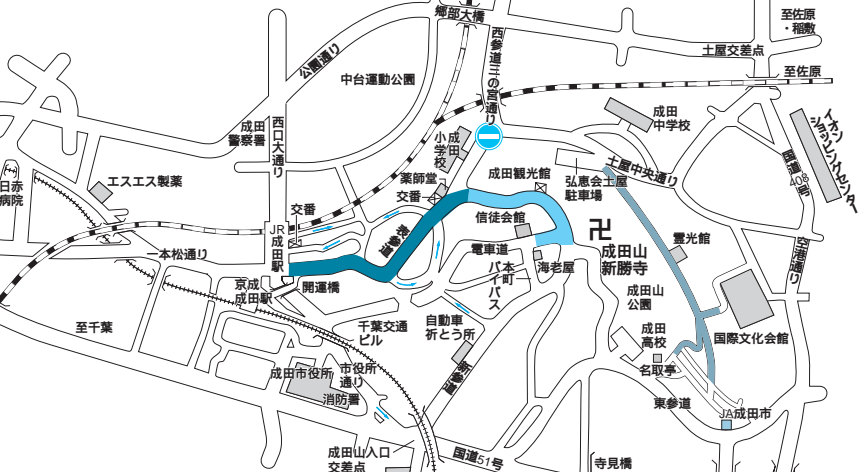 郷部大橋
至佐原
・稲敷
公園通り
西参道三の宮通り
土屋交差点
中台運動公園
至佐原
成田
警察署
西口大通り
成田
小学校
成田
中学校
イオン
ショッピングセンター
国道408号
日赤
病院
エスエス製薬
薬師堂
交番
成田観光館
弘恵会土屋
駐車場
土屋中央通り
交番
信徒会館
JR
成田
駅
表参道
卍
霊光館
空港通り
一本松通り
電車道
成田山
新勝寺
海老屋
本町
バイパス
京成
成田駅
開運橋
成田山
公園
至千葉
千葉交通
ビル
自動車
祈とう所
成田
高校
国際文化会館
成田市役所
市役所
通り
新参道
名取亭
消防署
東参道
JA成田市
成田山入口
交差点
国道51号
寺見橋